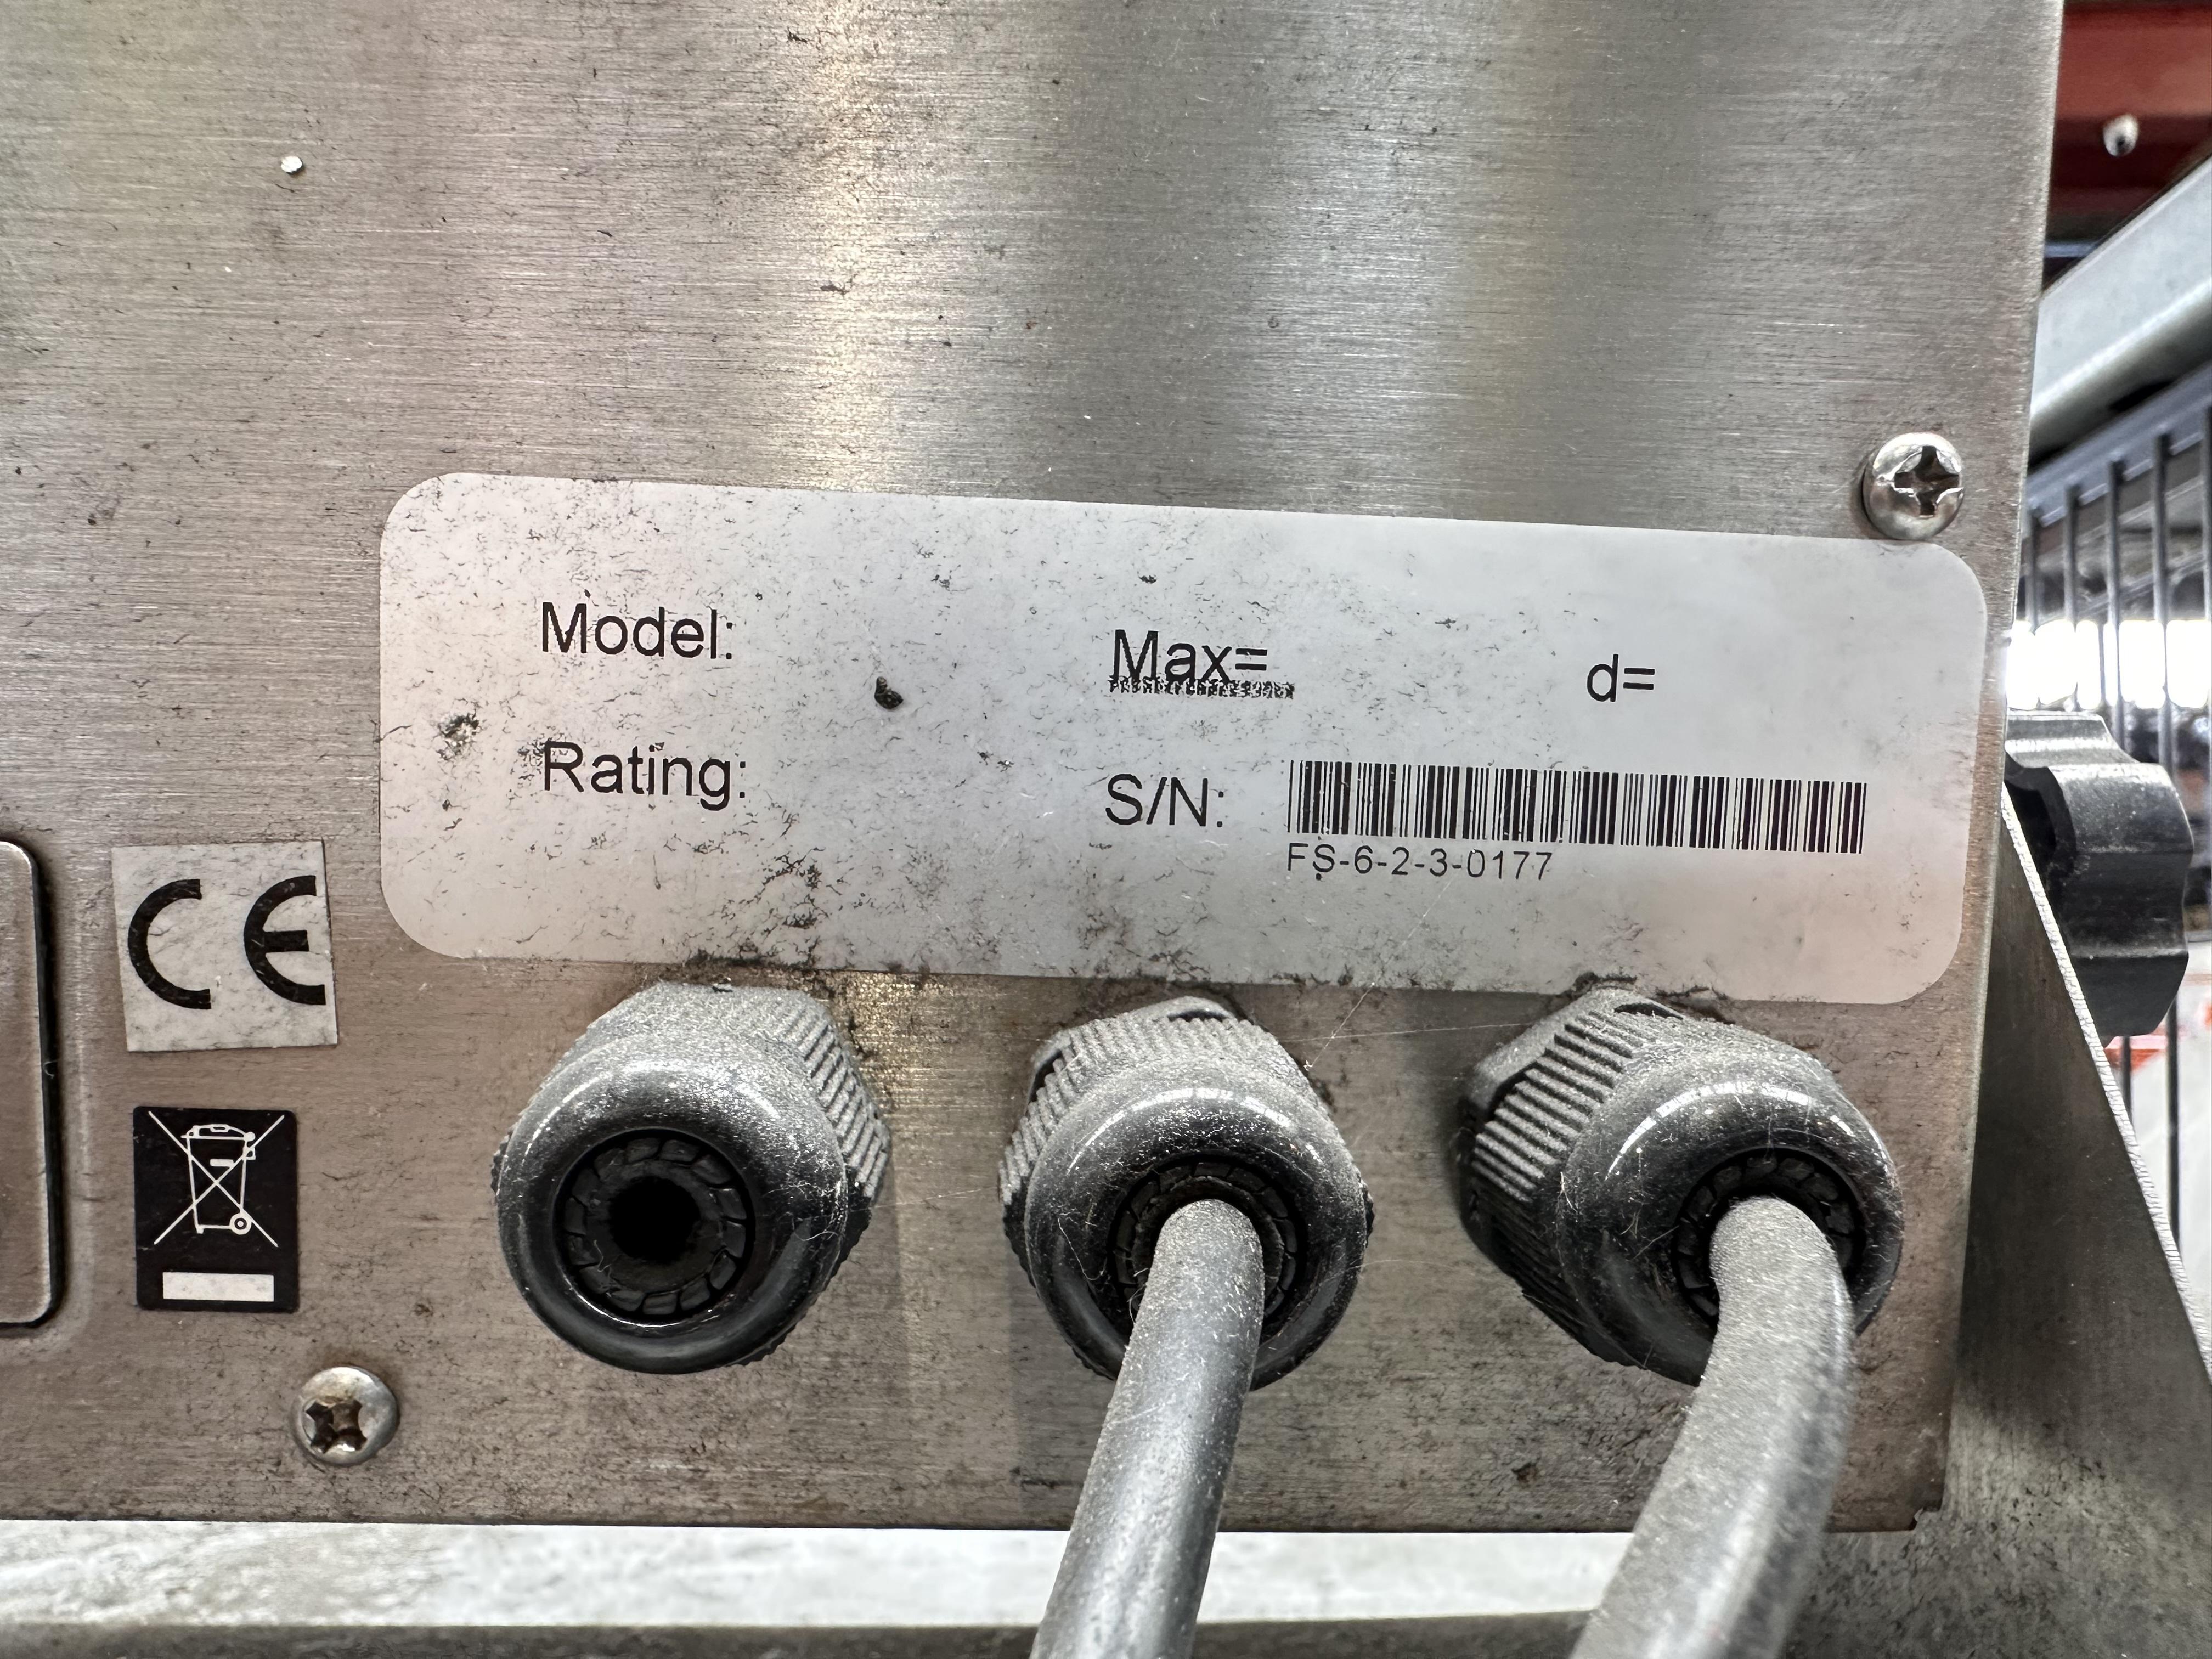 Model:
Max=
d=
Rating:
S/N:
FS-6-2-3-0177
CE